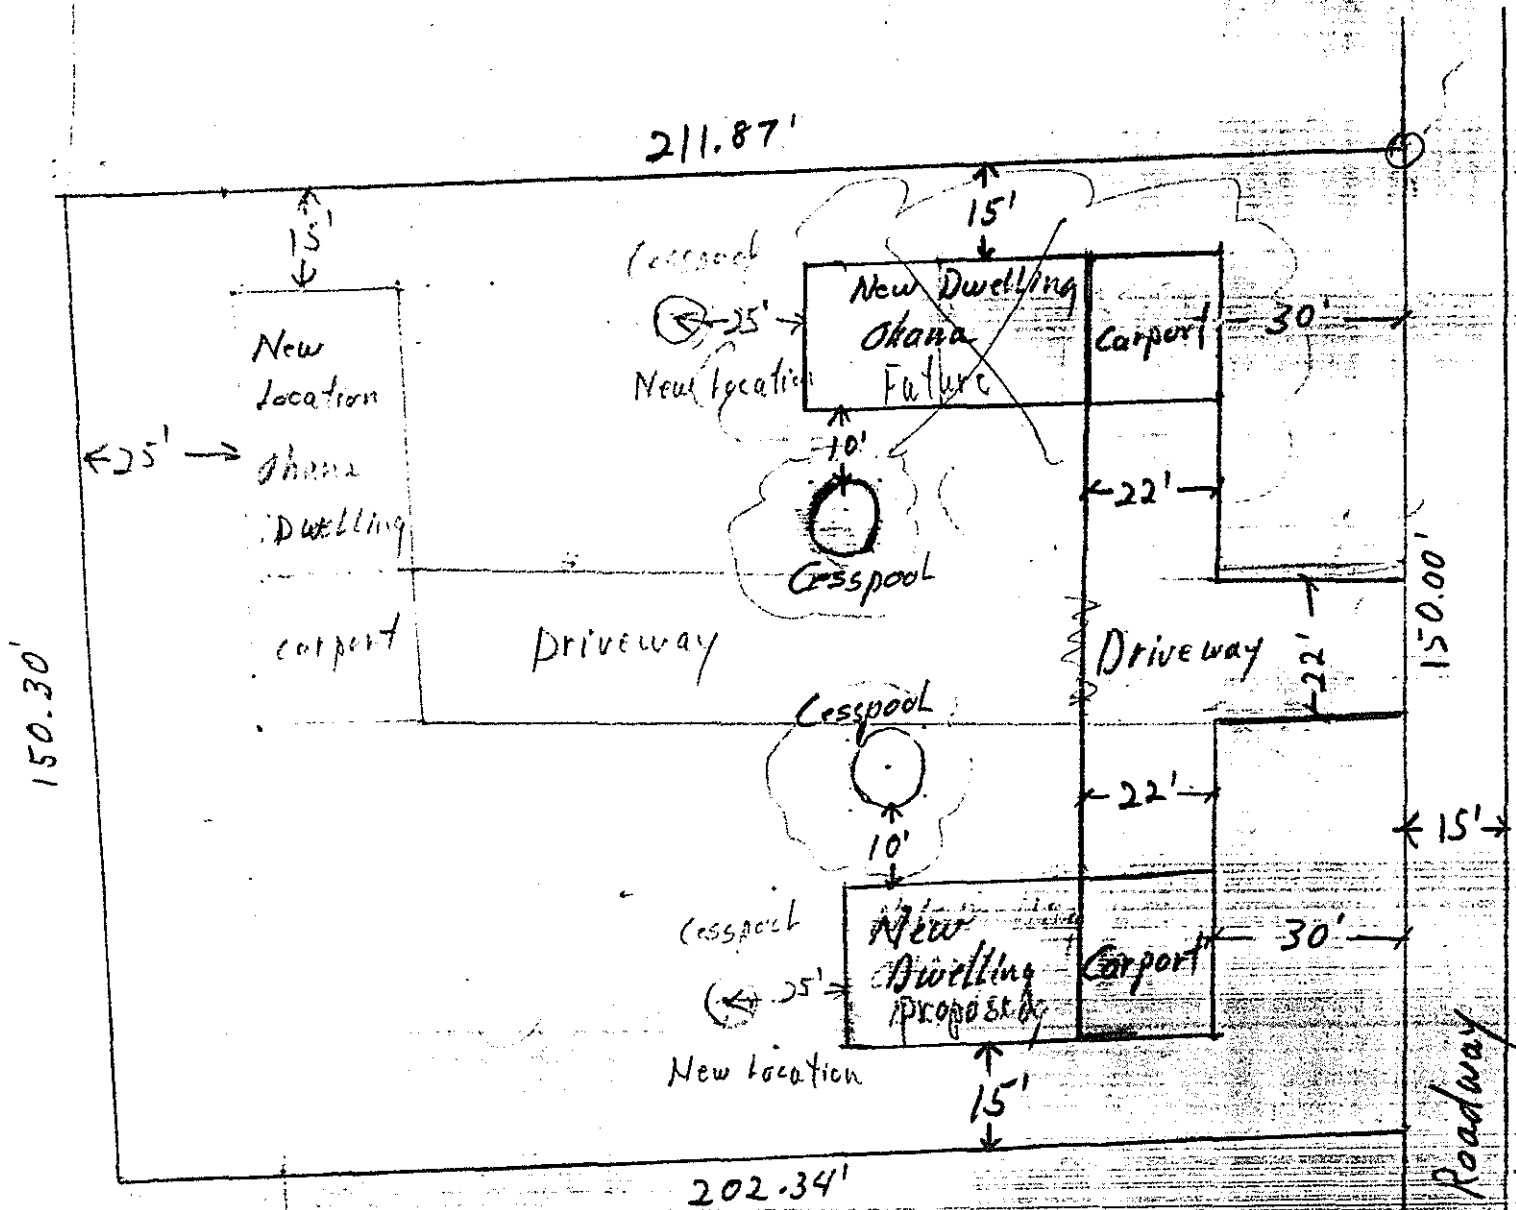 211.87'
15'
15'
Cesspool
25'
New Location
New Dwelling
Ohana
Future
Carport
30'
New
Location
Ohana
Dwelling
carport
25'
10'
Cesspool
22'
150.00'
Driveway
Driveway
22'
150.30'
Cesspool
10'
22'
15'
Cesspool
25'
New Location
New
Dwelling
proposed
Carport
30'
15'
Roadway
202.34'